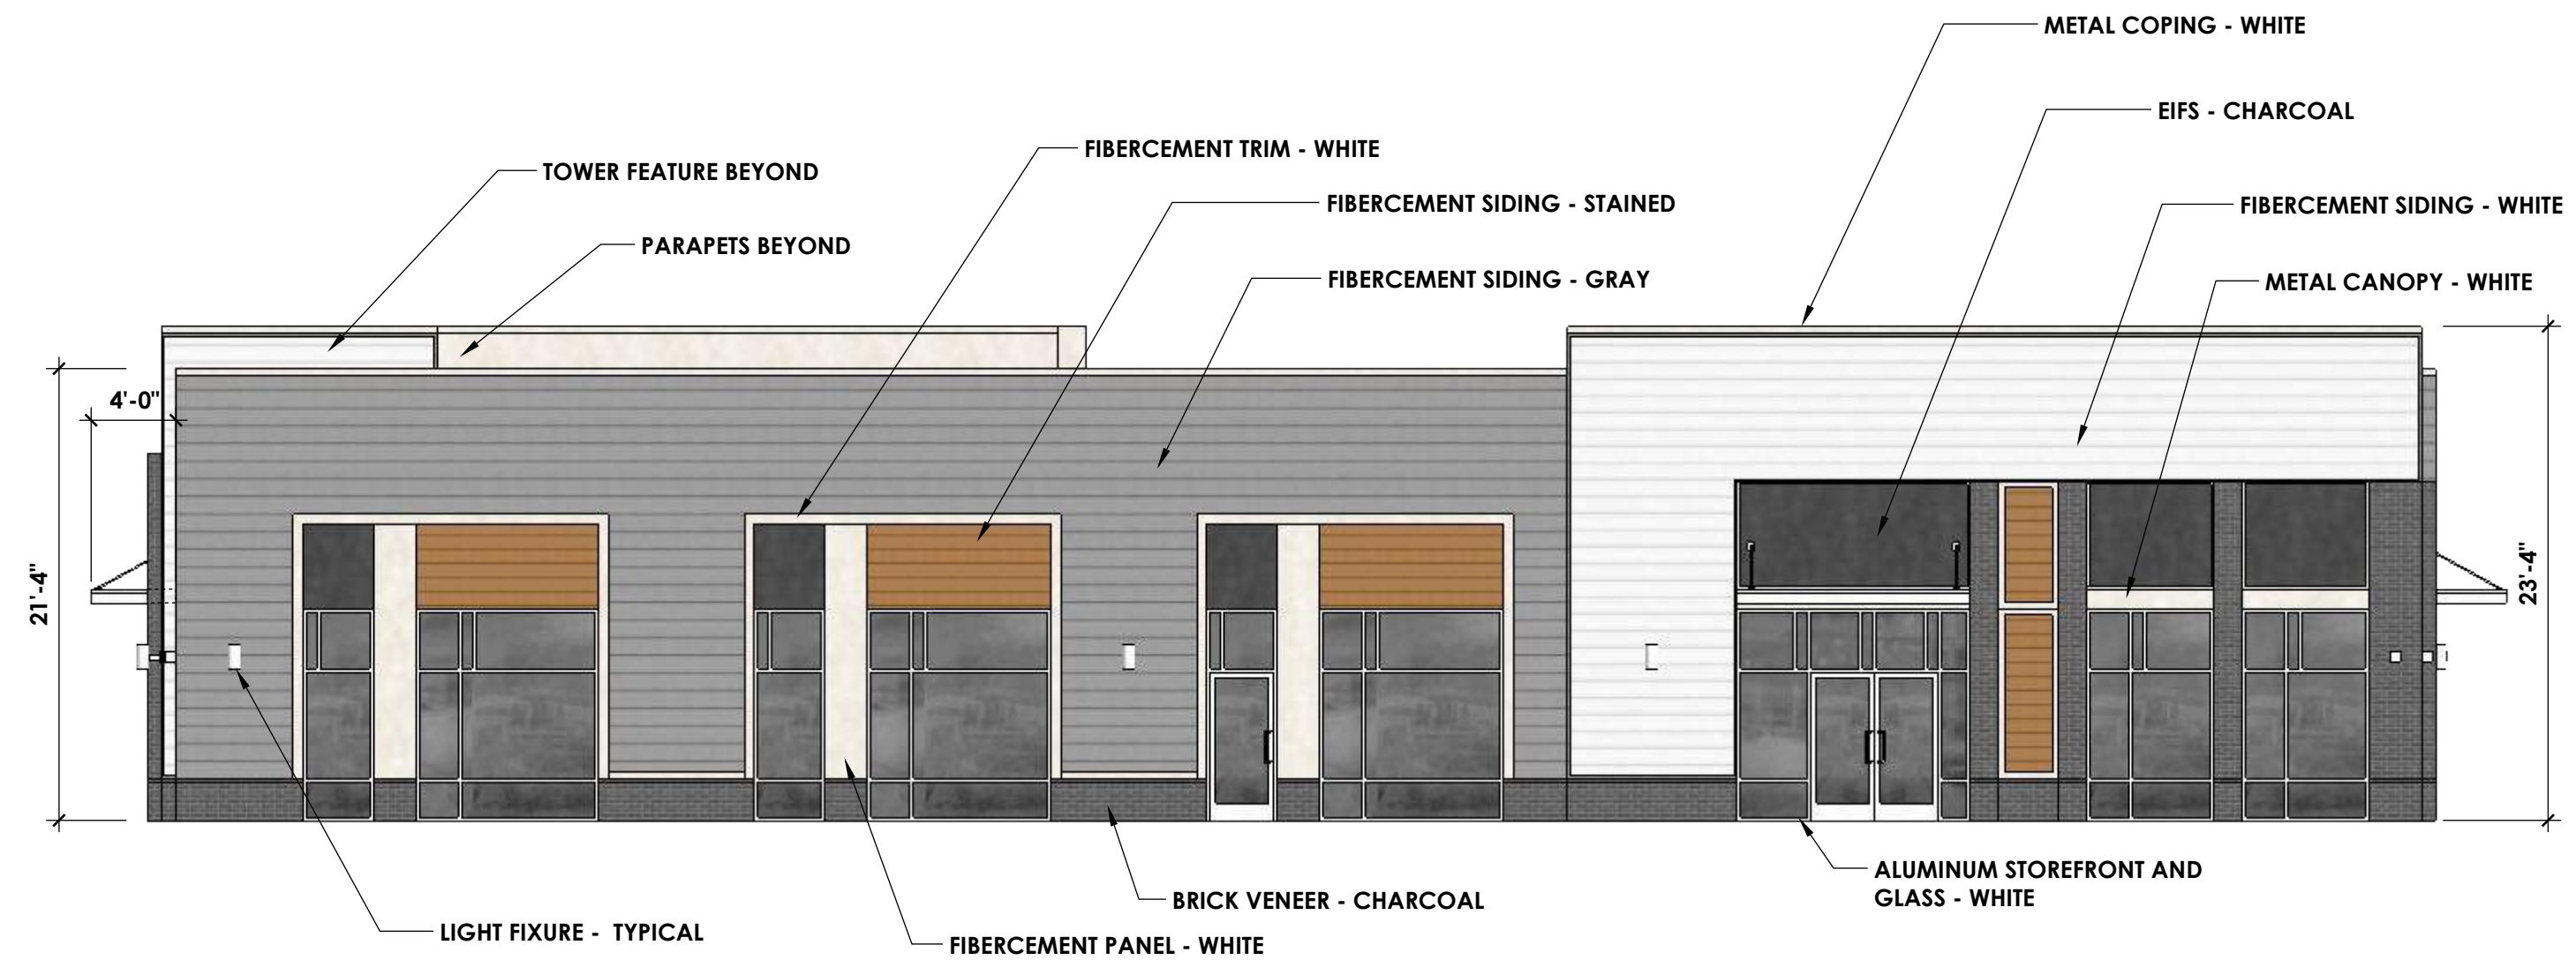 METAL COPING - WHITE
EIFS - CHARCOAL
FIBERCEMENT TRIM - WHITE
TOWER FEATURE BEYOND
FIBERCEMENT SIDING - STAINED
FIBERCEMENT SIDING - WHITE
PARAPETS BEYOND
FIBERCEMENT SIDING - GRAY
METAL CANOPY - WHITE
4'-0"
21'-4"
23'-4"
ALUMINUM STOREFRONT AND
GLASS - WHITE
BRICK VENEER - CHARCOAL
LIGHT FIXURE - TYPICAL
FIBERCEMENT PANEL - WHITE